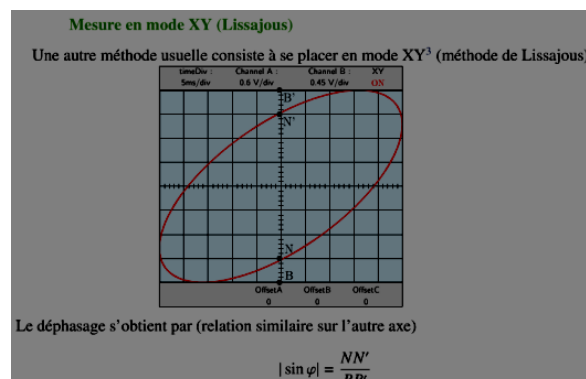 Mesure en mode XY (Lissajous)
Une autre méthode usuelle consiste à se placer en mode XY³ (méthode de Lissajous)
timeDiv : Channel A : Channel B : XY
5ms/div 0.6 V/div 0.45 V/div ON
B'
N'
N
B
OffsetA OffsetB OffsetC
0 0 0
Le déphasage s'obtient par (relation similaire sur l'autre axe)
| sin φ| = NN'
BB'